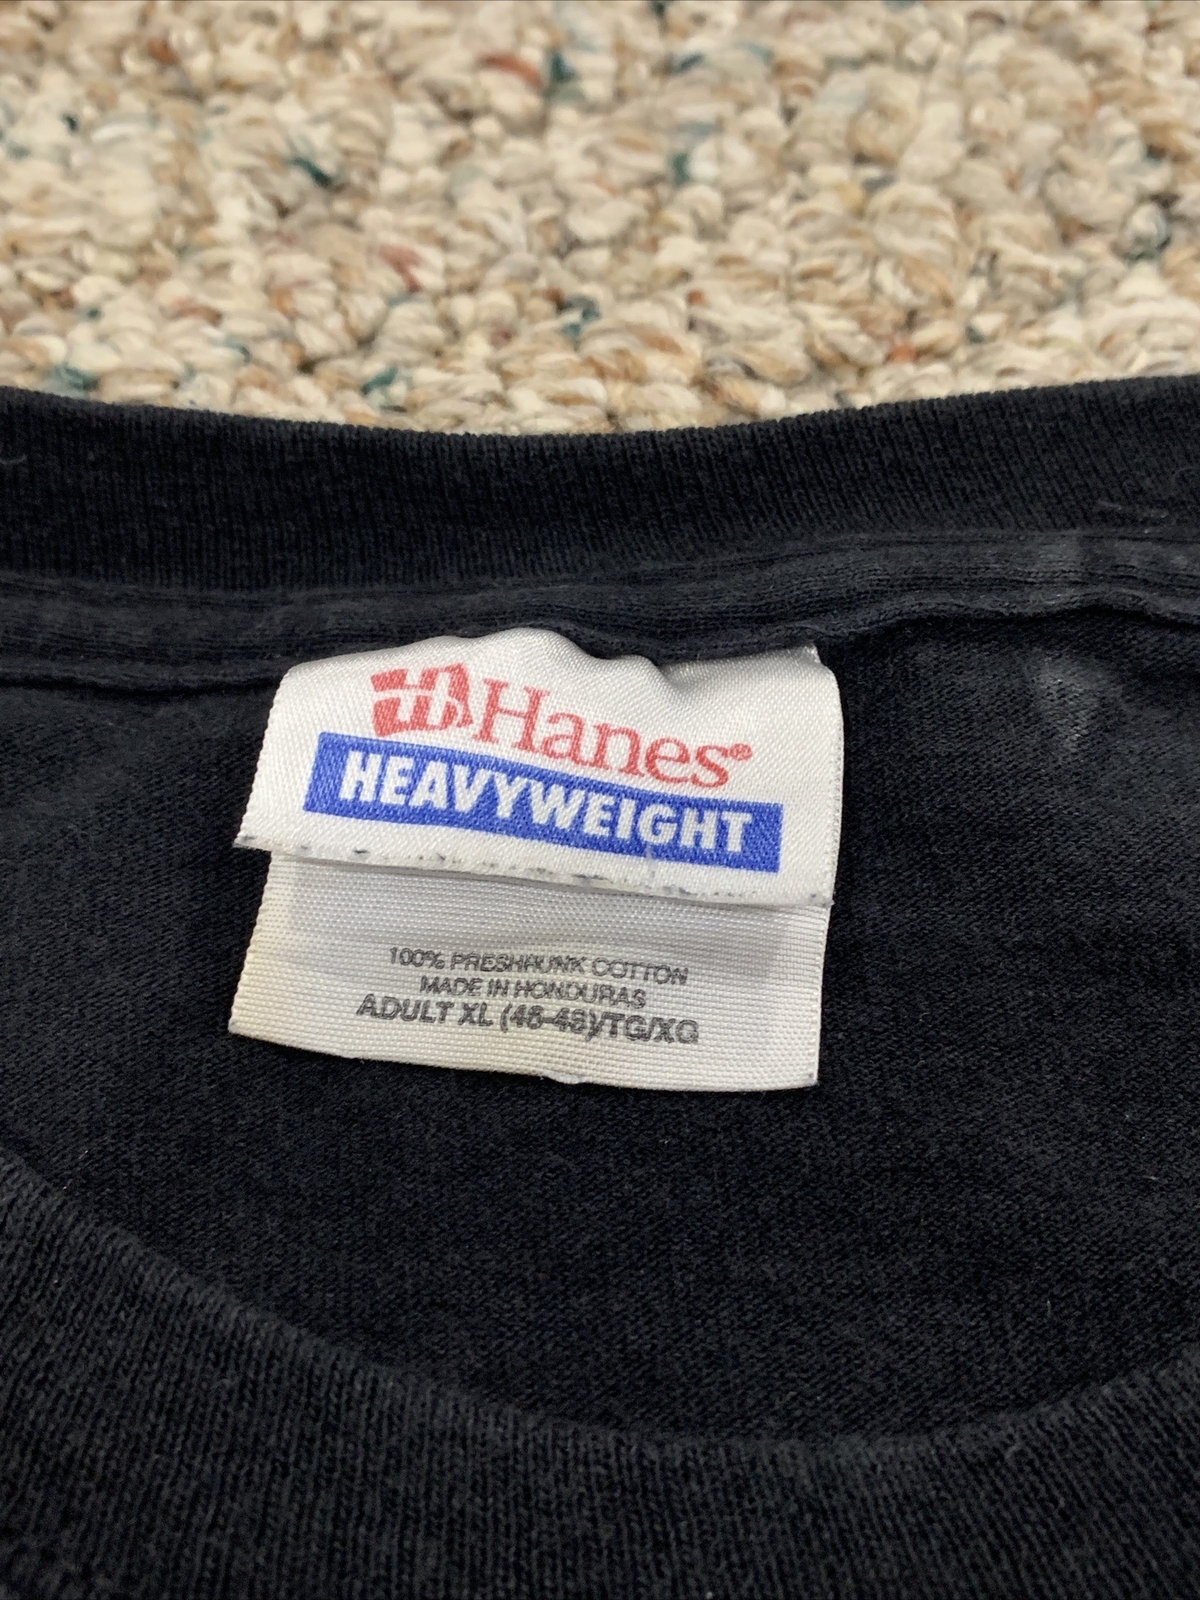 Hanes®
HEAVYWEIGHT
100% PRESHRUNK COTTON
MADE IN HONDURAS
ADULT XL (46-48)/TG/XG